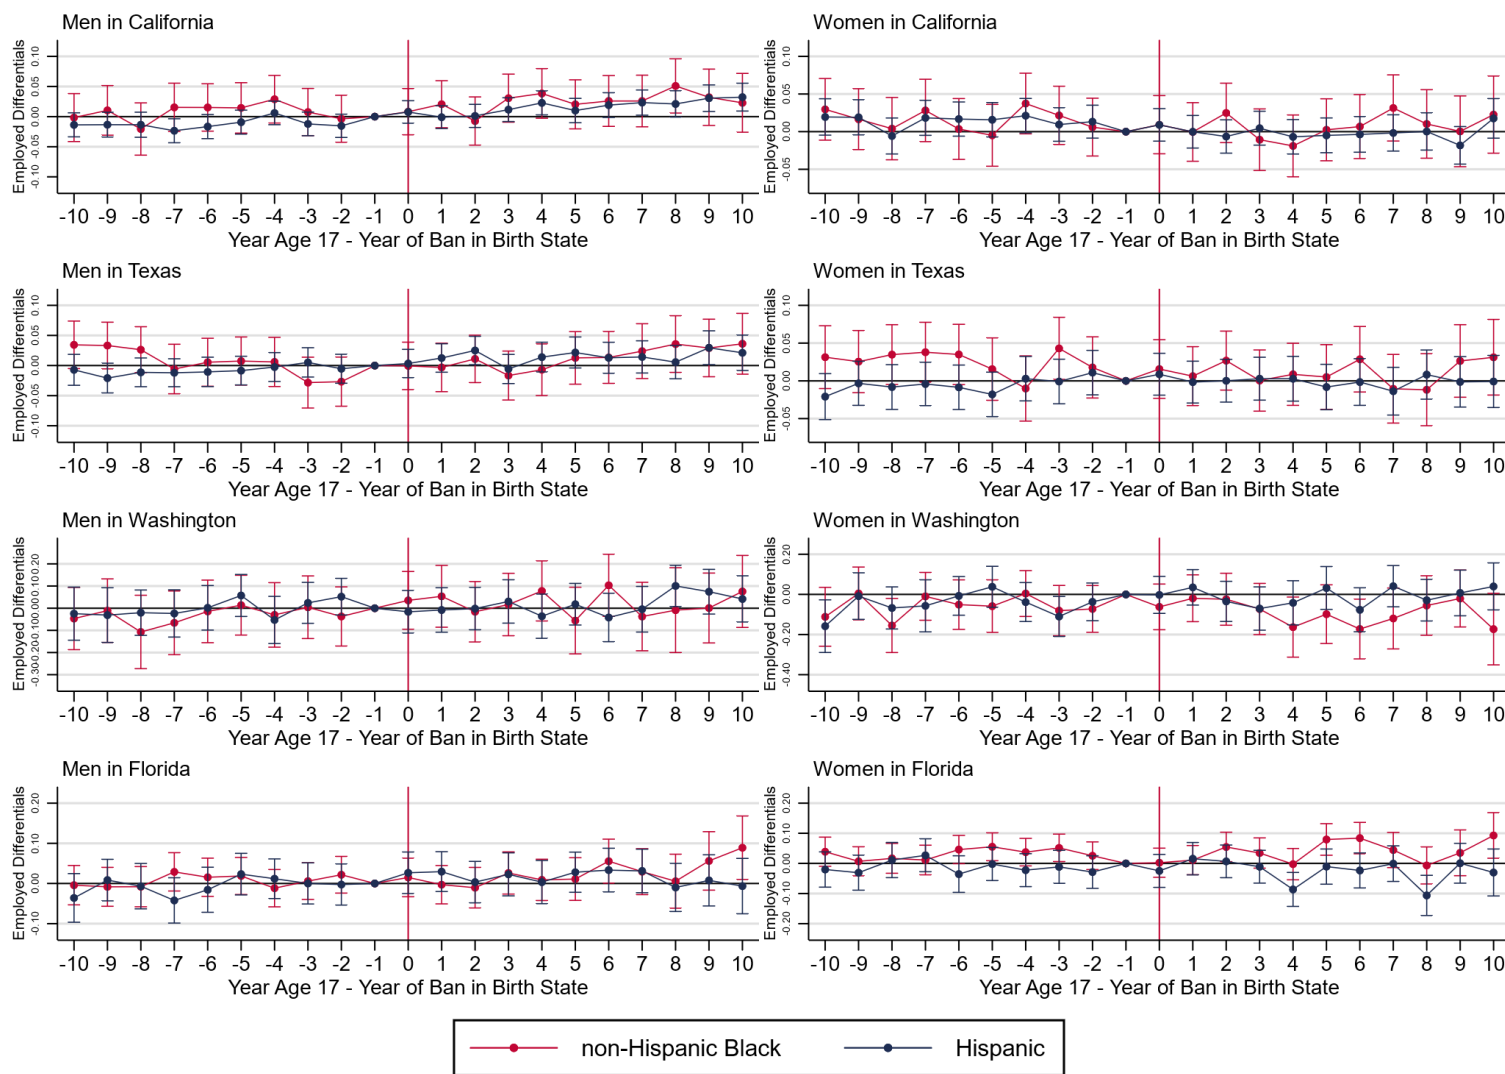 Men in California
Employed Differentials
0.10
0.05
0.00
-0.05
-0.10
-10 -9 -8 -7 -6 -5 -4 -3 -2 -1 0 1 2 3 4 5 6 7 8 9 10
Year Age 17 - Year of Ban in Birth State
Women in California
Employed Differentials
0.10
0.05
0.00
-0.05
-10 -9 -8 -7 -6 -5 -4 -3 -2 -1 0 1 2 3 4 5 6 7 8 9 10
Year Age 17 - Year of Ban in Birth State
Men in Texas
Employed Differentials
0.10
0.05
0.00
-0.05
-0.10
-10 -9 -8 -7 -6 -5 -4 -3 -2 -1 0 1 2 3 4 5 6 7 8 9 10
Year Age 17 - Year of Ban in Birth State
Women in Texas
Employed Differentials
0.10
0.05
0.00
-0.05
-10 -9 -8 -7 -6 -5 -4 -3 -2 -1 0 1 2 3 4 5 6 7 8 9 10
Year Age 17 - Year of Ban in Birth State
Men in Washington
Employed Differentials
0.20
0.10
0.00
-0.10
-0.20
-0.30
-10 -9 -8 -7 -6 -5 -4 -3 -2 -1 0 1 2 3 4 5 6 7 8 9 10
Year Age 17 - Year of Ban in Birth State
Women in Washington
Employed Differentials
0.20
0.00
-0.20
-0.40
-10 -9 -8 -7 -6 -5 -4 -3 -2 -1 0 1 2 3 4 5 6 7 8 9 10
Year Age 17 - Year of Ban in Birth State
Men in Florida
Employed Differentials
0.20
0.10
0.00
-0.10
-10 -9 -8 -7 -6 -5 -4 -3 -2 -1 0 1 2 3 4 5 6 7 8 9 10
Year Age 17 - Year of Ban in Birth State
Women in Florida
Employed Differentials
0.20
0.10
0.00
-0.10
-0.20
-10 -9 -8 -7 -6 -5 -4 -3 -2 -1 0 1 2 3 4 5 6 7 8 9 10
Year Age 17 - Year of Ban in Birth State
non-Hispanic Black
Hispanic